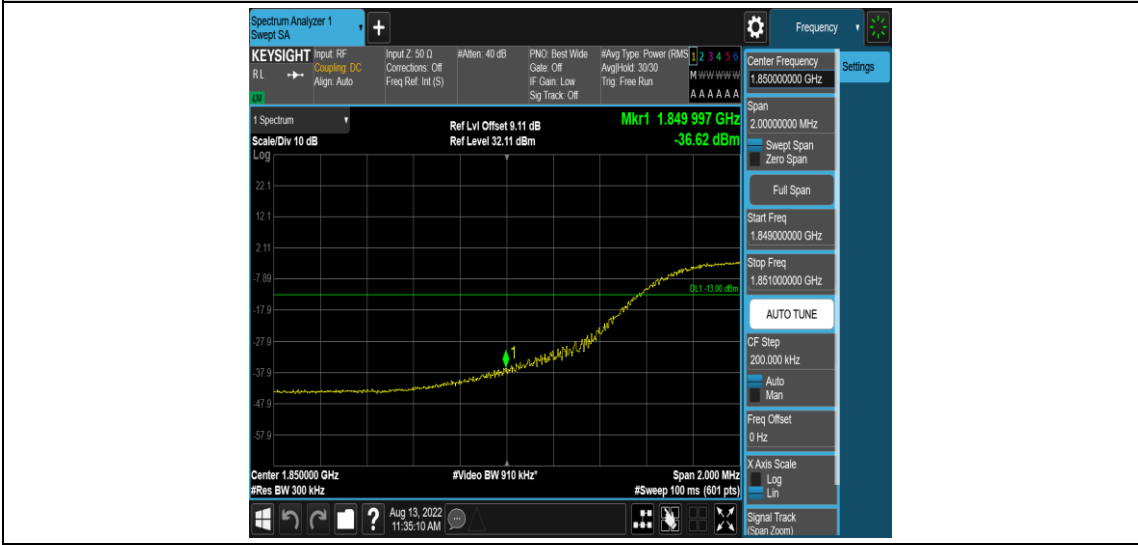 Spectrum Analyzer 1
Swept SA
+
Frequency
KEYSIGHT
RL
LXI
Input: RF
Coupling: DC
Align: Auto
Input Z: 50 Ω
Corrections: Off
Freq Ref: Int (S)
#Atten: 40 dB
PNO: Best Wide
Gate: Off
IF Gain: Low
Sig Track: Off
#Avg Type: Power (RMS
Avg|Hold: 30/30
Trig: Free Run
1 2 3 4 5 6
M W W W W W
A A A A A A
1 Spectrum
Scale/Div 10 dB
Log
Ref Lvl Offset 9.11 dB
Ref Level 32.11 dBm
Mkr1 1.849 997 GHz
-36.62 dBm
22.1
12.1
2.11
-7.89
-17.9
-27.9
-37.9
-47.9
-57.9
DL1 -13.00 dBm
1
Center 1.850000 GHz
#Res BW 300 kHz
#Video BW 910 kHz*
Span 2.000 MHz
#Sweep 100 ms (601 pts)
?
Aug 13, 2022
11:35:10 AM
Center Frequency
1.850000000 GHz
Settings
Span
2.00000000 MHz
Swept Span
Zero Span
Full Span
Start Freq
1.849000000 GHz
Stop Freq
1.851000000 GHz
AUTO TUNE
CF Step
200.000 kHz
Auto
Man
Freq Offset
0 Hz
X Axis Scale
Log
Lin
Signal Track
(Span Zoom)